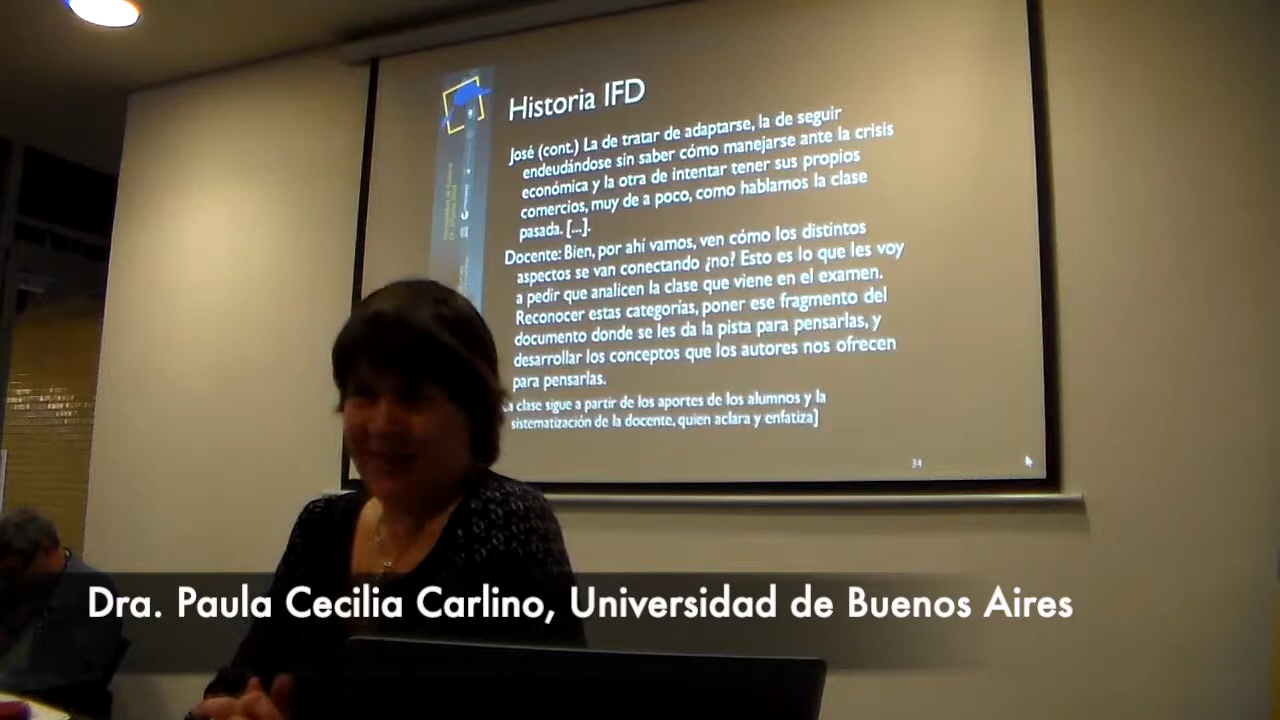 Historia IFD
José (cont.) La de tratar de adaptarse, la de seguir
endeudándose sin saber cómo manejarse ante la crisis
económica y la otra de intentar tener sus propios
comercios, muy de a poco, como hablamos la clase
pasada. [...].
Docente: Bien, por ahí vamos, ven cómo los distintos
aspectos se van conectando ¿no? Esto es lo que les voy
a pedir que analicen la clase que viene en el examen.
Reconocer estas categorías, poner ese fragmento del
documento donde se les da la pista para pensarlas, y
desarrollar los conceptos que los autores nos ofrecen
para pensarlas.
clase sigue a partir de los aportes de los alumnos y la
sistematización de la docente, quien aclara y enfatiza]
34
Dra. Paula Cecilia Carlino, Universidad de Buenos Aires